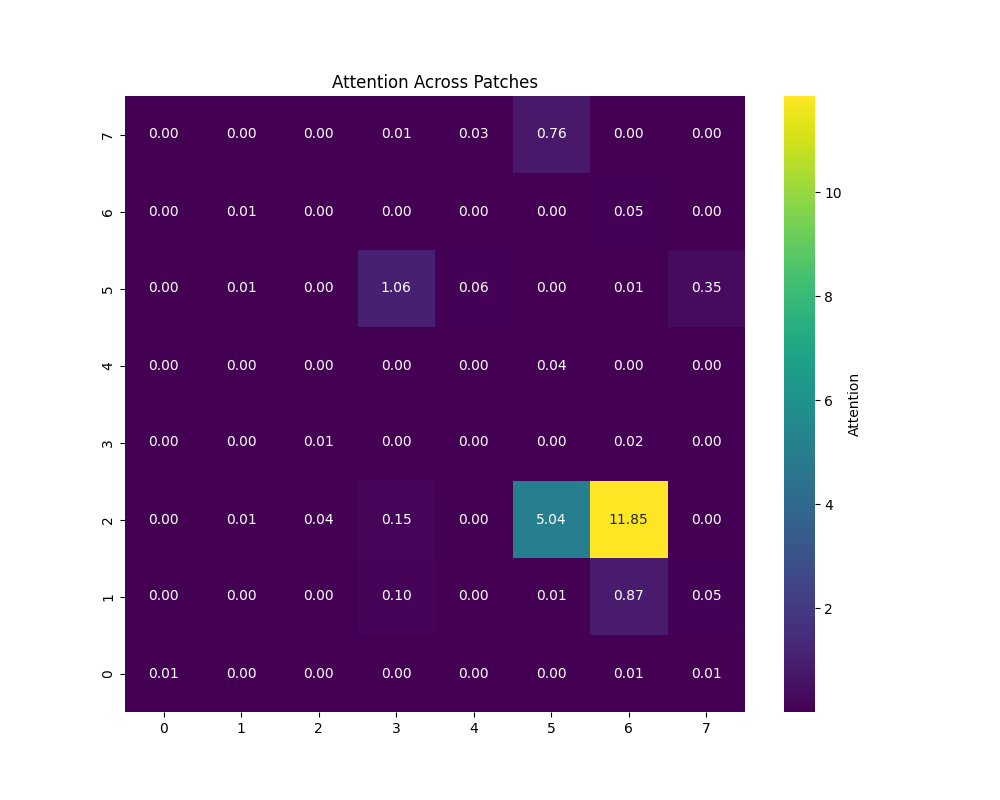 Attention Across Patches
7 0.00 0.00 0.00 0.01 0.03 0.76 0.00 0.00
6 0.00 0.01 0.00 0.00 0.00 0.00 0.05 0.00
5 0.00 0.01 0.00 1.06 0.06 0.00 0.01 0.35
4 0.00 0.00 0.00 0.00 0.00 0.04 0.00 0.00
3 0.00 0.00 0.01 0.00 0.00 0.00 0.02 0.00
2 0.00 0.01 0.04 0.15 0.00 5.04 11.85 0.00
1 0.00 0.00 0.00 0.10 0.00 0.01 0.87 0.05
0 0.01 0.00 0.00 0.00 0.00 0.00 0.01 0.01
0 1 2 3 4 5 6 7
10
8
6
4
2
Attention